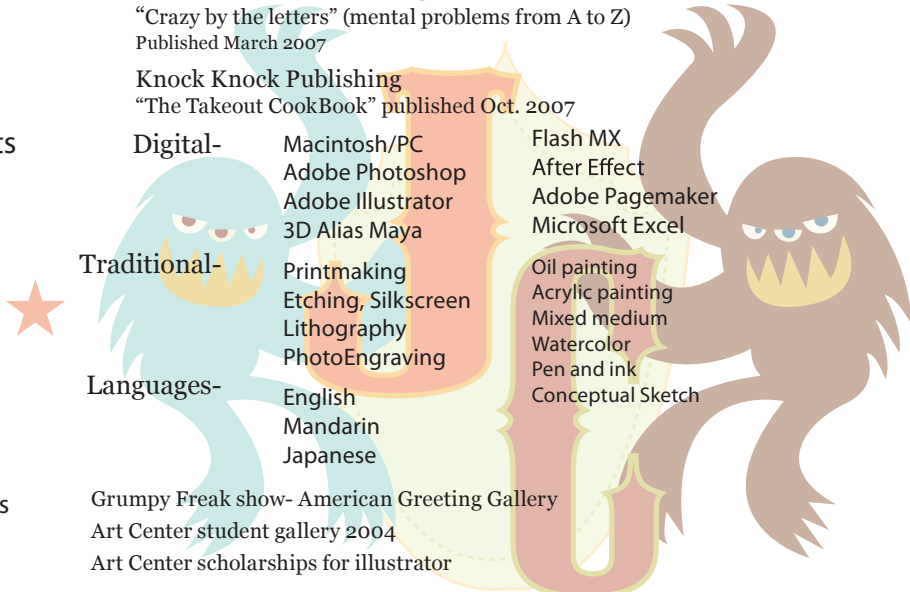 “Crazy by the letters” (mental problems from A to Z)
Published March 2007
Knock Knock Publishing
“The Takeout CookBook” published Oct. 2007
Digital-
Macintosh/PC
Adobe Photoshop
Adobe Illustrator
3D Alias Maya
Flash MX
After Effect
Adobe Pagemaker
Microsoft Excel
Traditional-
Printmaking
Etching, Silkscreen
Lithography
PhotoEngraving
Oil painting
Acrylic painting
Mixed medium
Watercolor
Pen and ink
Conceptual Sketch
Languages-
English
Mandarin
Japanese
Grumpy Freak show- American Greeting Gallery
Art Center student gallery 2004
Art Center scholarships for illustrator